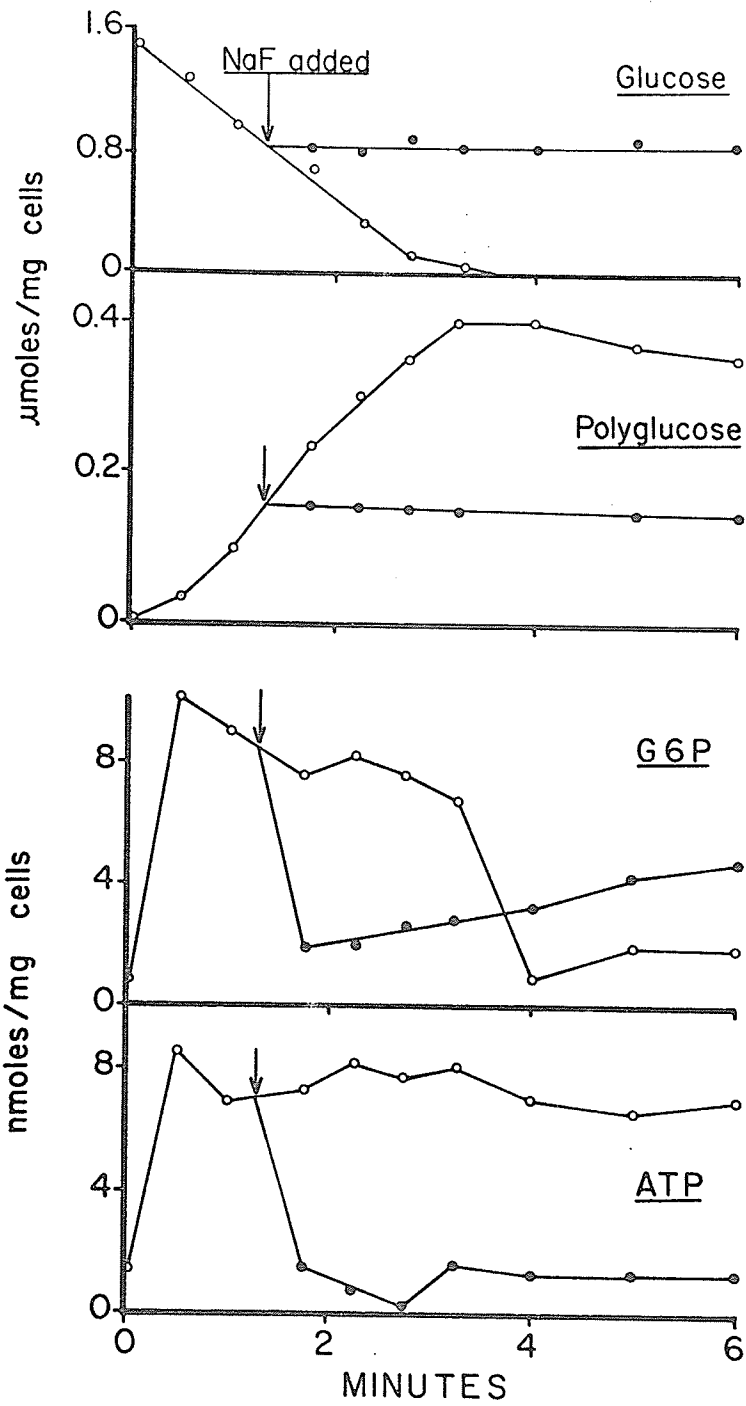 1.6
NaF added
Glucose
0.8
0
μmoles/mg cells
0.4
Polyglucose
0.2
0
8
G6P
4
0
nmoles/mg cells
8
ATP
4
0
0 2 4 6
MINUTES